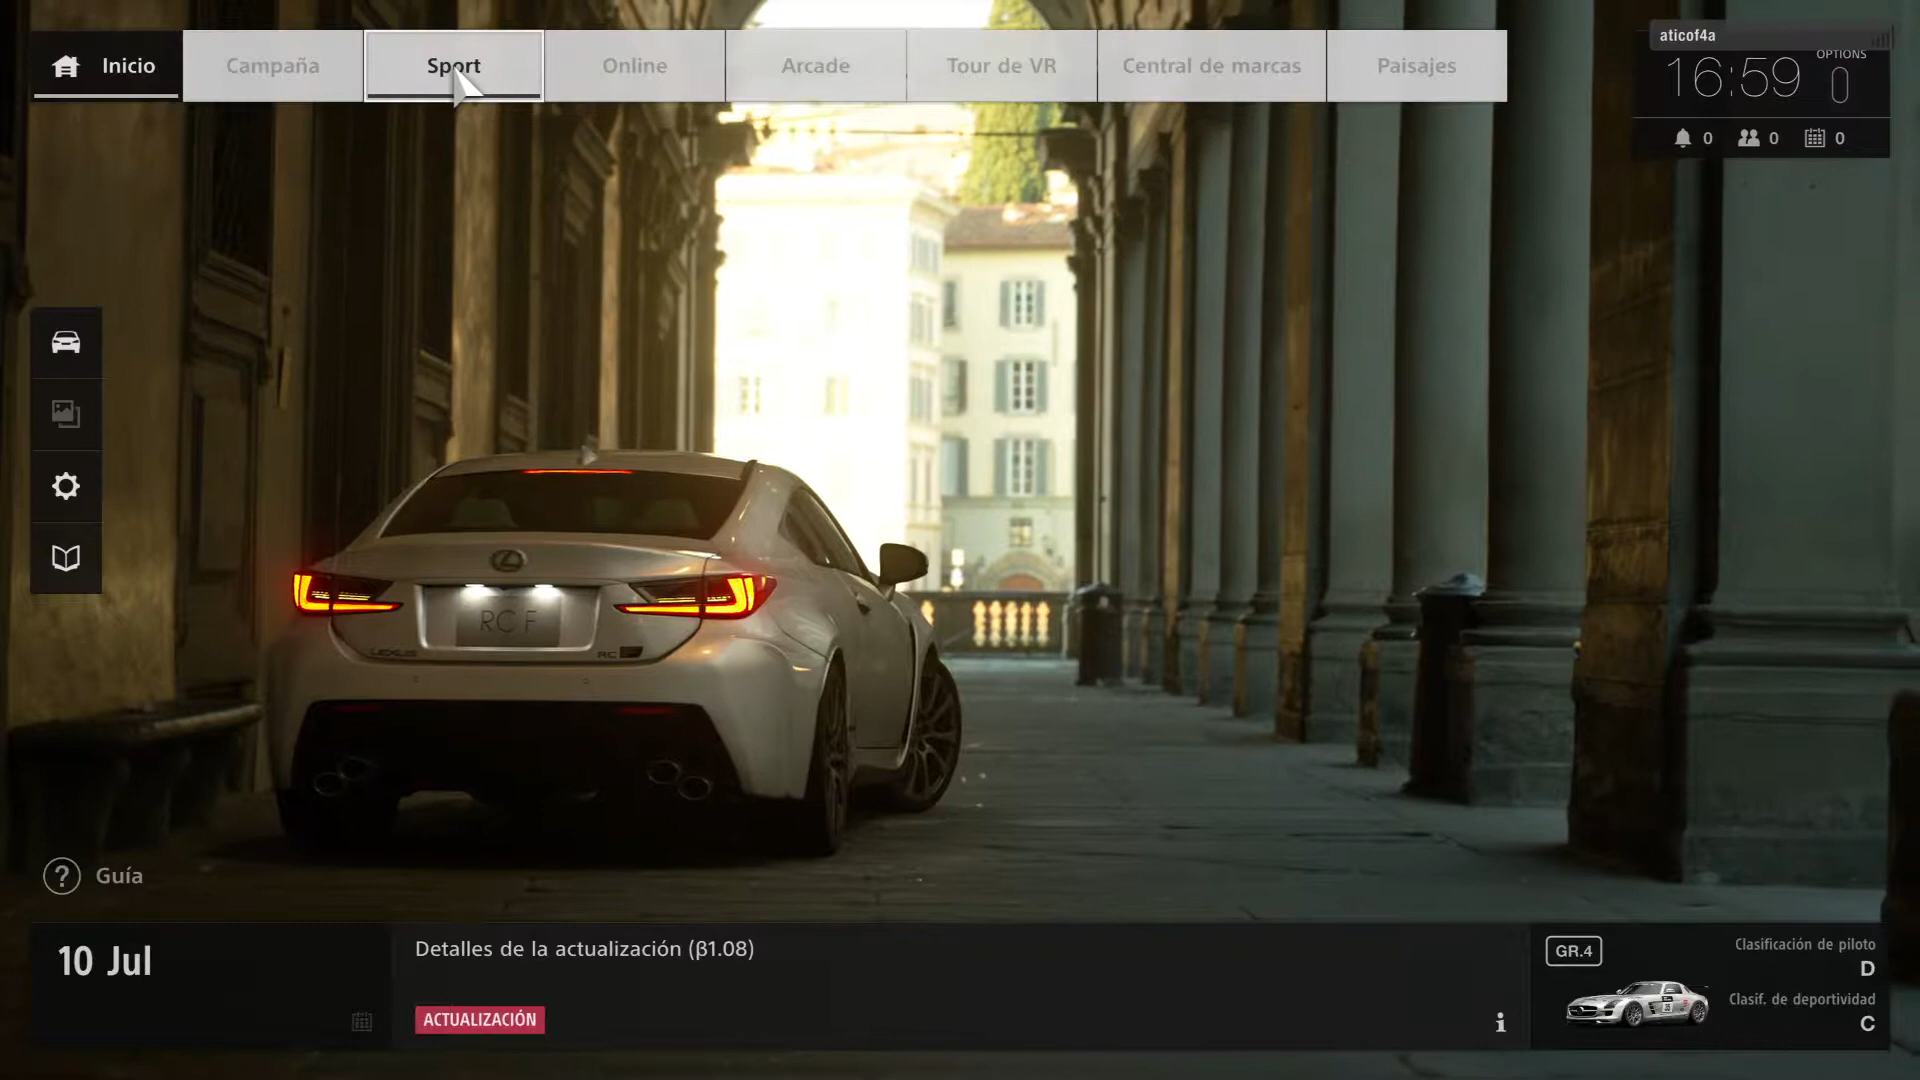 Inicio
Campaña
Sport
Online
Arcade
Tour de VR
Central de marcas
Paisajes
aticof4a
OPTIONS
16:59
0
0
0
RC F
LEXUS
RC
? Guía
10 Jul
Detalles de la actualización (β1.08)
ACTUALIZACIÓN
i
GR.4
Clasificación de piloto
D
Clasif. de deportividad
C